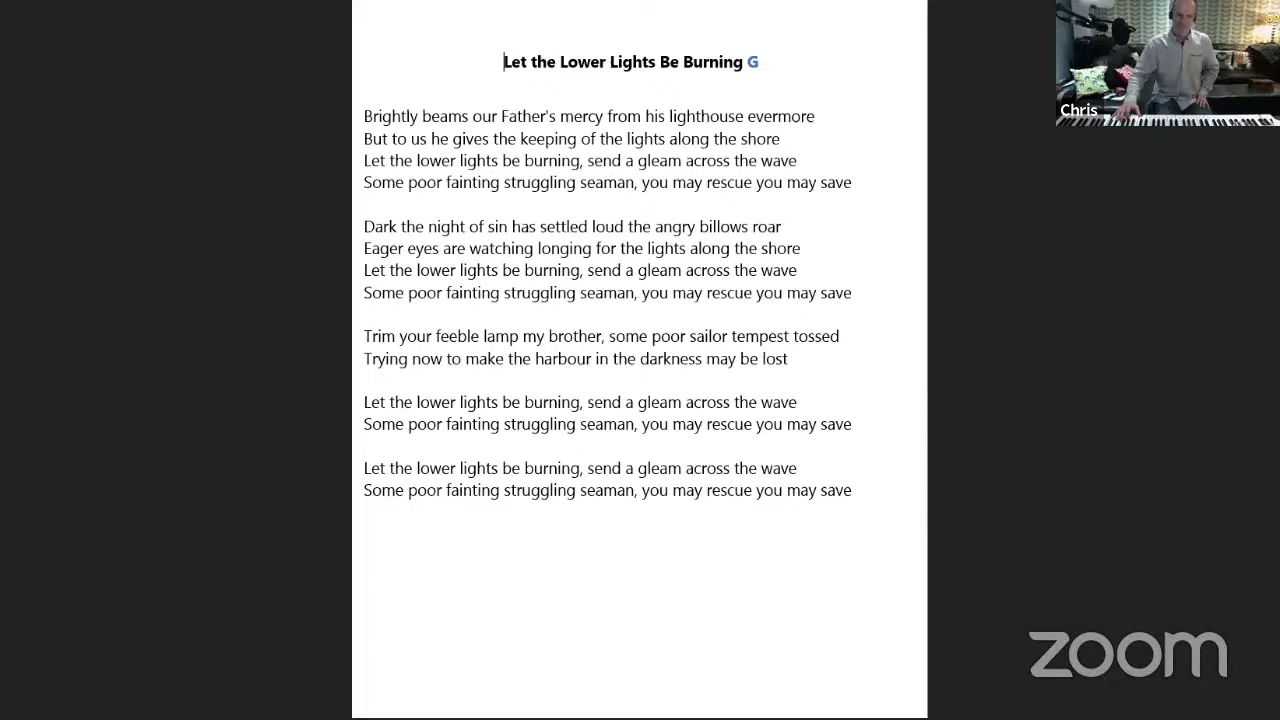 Let the Lower Lights Be Burning G
Brightly beams our Father's mercy from his lighthouse evermore
But to us he gives the keeping of the lights along the shore
Let the lower lights be burning, send a gleam across the wave
Some poor fainting struggling seaman, you may rescue you may save
Dark the night of sin has settled loud the angry billows roar
Eager eyes are watching longing for the lights along the shore
Let the lower lights be burning, send a gleam across the wave
Some poor fainting struggling seaman, you may rescue you may save
Trim your feeble lamp my brother, some poor sailor tempest tossed
Trying now to make the harbour in the darkness may be lost
Let the lower lights be burning, send a gleam across the wave
Some poor fainting struggling seaman, you may rescue you may save
Let the lower lights be burning, send a gleam across the wave
Some poor fainting struggling seaman, you may rescue you may save
Chris
zoom